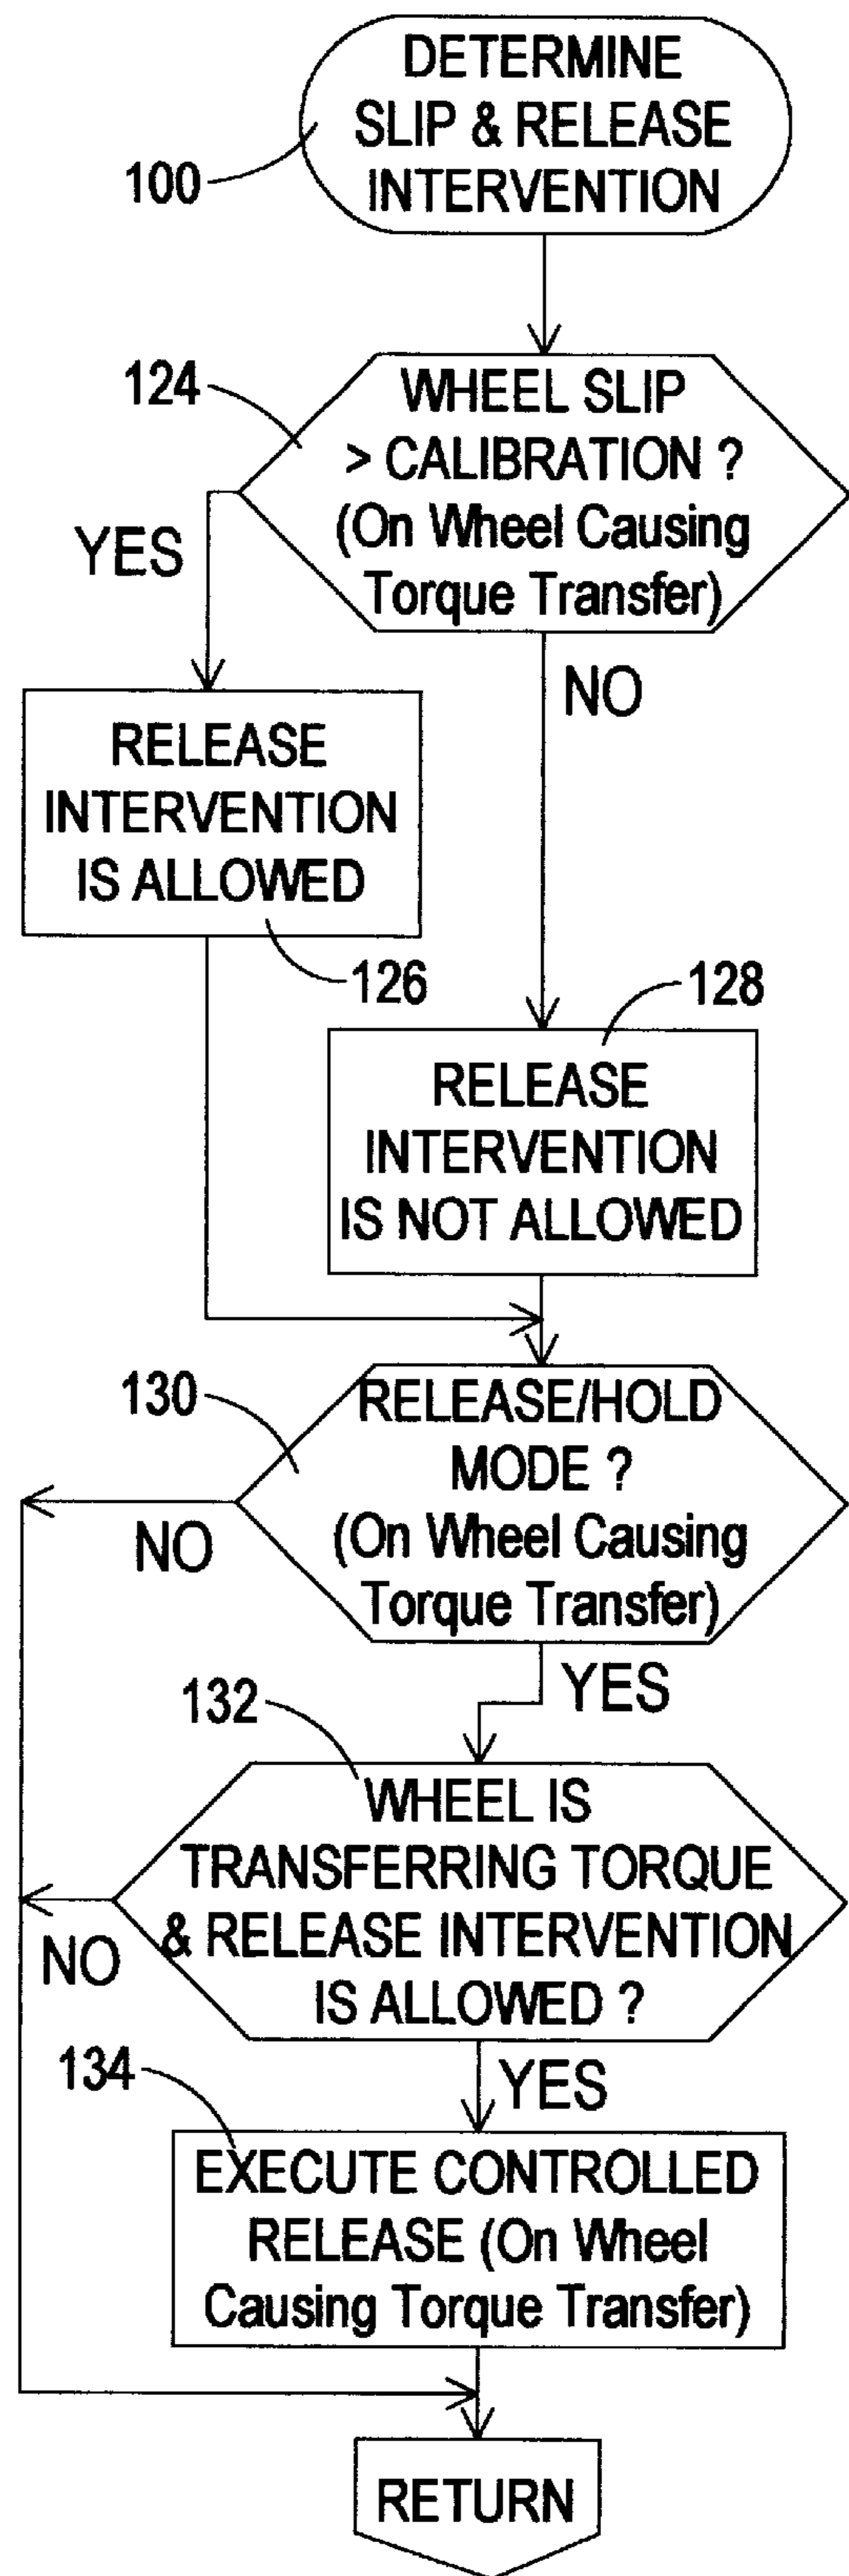 DETERMINE
SLIP & RELEASE
INTERVENTION
100
124
WHEEL SLIP
> CALIBRATION ?
(On Wheel Causing
Torque Transfer)
YES
NO
RELEASE
INTERVENTION
IS ALLOWED
126
128
RELEASE
INTERVENTION
IS NOT ALLOWED
130
RELEASE/HOLD
MODE ?
(On Wheel Causing
Torque Transfer)
NO
YES
132
WHEEL IS
TRANSFERRING TORQUE
& RELEASE INTERVENTION
IS ALLOWED ?
NO
YES
134
EXECUTE CONTROLLED
RELEASE (On Wheel
Causing Torque Transfer)
RETURN